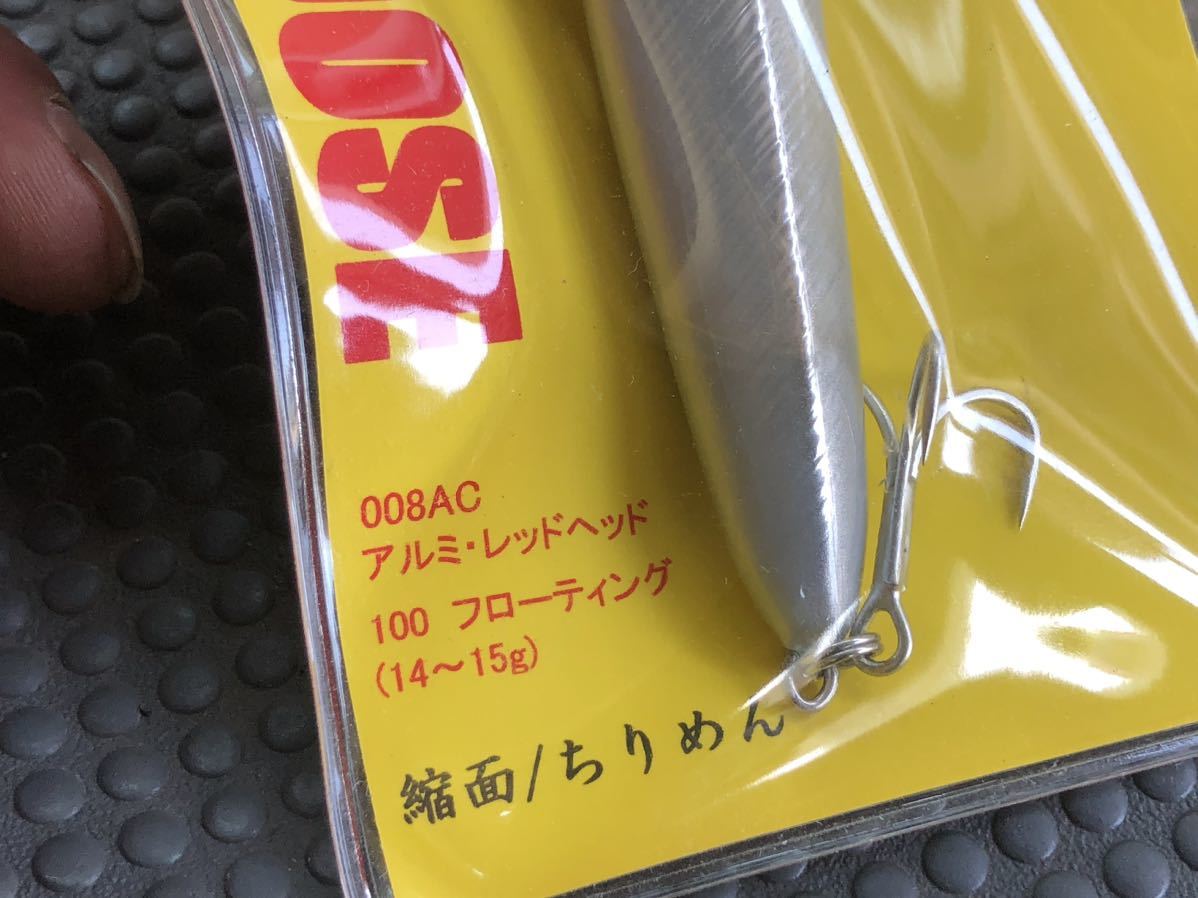 OOSE
008AC
アルミ・レッドヘッド
100 フローティング
(14～15g)
縮面/ちりめん